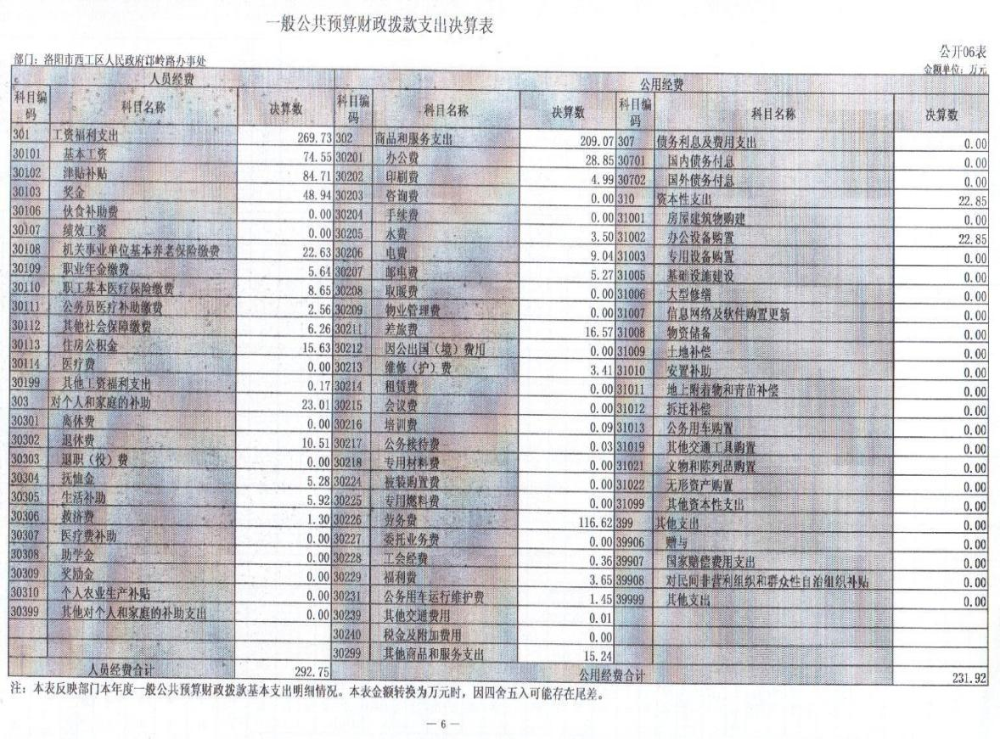 一般公共预算财政拨款支出决算表
公开06表
部门：洛阳市西工区人民政府邙岭路办事处 金额单位：万元
人员经费 公用经费
科目编码 科目名称 决算数 科目编码 科目名称 决算数 科目编码 科目名称 决算数
301 工资福利支出 269.73 302 商品和服务支出 209.07 307 债务利息及费用支出 0.00
30101 基本工资 74.55 30201 办公费 28.85 30701 国内债务付息 0.00
30102 津贴补贴 84.71 30202 印刷费 4.99 30702 国外债务付息 0.00
30103 奖金 48.94 30203 咨询费 0.00 310 资本性支出 22.85
30106 伙食补助费 0.00 30204 手续费 0.00 31001 房屋建筑物购建 0.00
30107 绩效工资 0.00 30205 水费 3.50 31002 办公设备购置 22.85
30108 机关事业单位基本养老保险缴费 22.63 30206 电费 9.04 31003 专用设备购置 0.00
30109 职业年金缴费 5.64 30207 邮电费 5.27 31005 基础设施建设 0.00
30110 职工基本医疗保险缴费 8.65 30208 取暖费 0.00 31006 大型修缮 0.00
30111 公务员医疗补助缴费 2.56 30209 物业管理费 0.00 31007 信息网络及软件购置更新 0.00
30112 其他社会保障缴费 6.26 30211 差旅费 16.57 31008 物资储备 0.00
30113 住房公积金 15.63 30212 因公出国（境）费用 0.00 31009 土地补偿 0.00
30114 医疗费 0.00 30213 维修（护）费 3.41 31010 安置补助 0.00
30199 其他工资福利支出 0.17 30214 租赁费 0.00 31011 地上附着物和青苗补偿 0.00
303 对个人和家庭的补助 23.01 30215 会议费 0.00 31012 拆迁补偿 0.00
30301 离休费 0.00 30216 培训费 0.09 31013 公务用车购置 0.00
30302 退休费 10.51 30217 公务接待费 0.03 31019 其他交通工具购置 0.00
30303 退职（役）费 0.00 30218 专用材料费 0.00 31021 文物和陈列品购置 0.00
30304 抚恤金 5.28 30224 被装购置费 0.00 31022 无形资产购置 0.00
30305 生活补助 5.92 30225 专用燃料费 0.00 31099 其他资本性支出 0.00
30306 救济费 1.30 30226 劳务费 116.62 399 其他支出 0.00
30307 医疗费补助 0.00 30227 委托业务费 0.00 39906 赠与 0.00
30308 助学金 0.00 30228 工会经费 0.36 39907 国家赔偿费用支出 0.00
30309 奖励金 0.00 30229 福利费 3.65 39908 对民间非营利组织和群众性自治组织补贴 0.00
30310 个人农业生产补贴 0.00 30231 公务用车运行维护费 1.45 39999 其他支出 0.00
30399 其他对个人和家庭的补助支出 0.00 30239 其他交通费用 0.01
30240 税金及附加费用 0.00
30299 其他商品和服务支出 15.24
人员经费合计 292.75 公用经费合计 231.92
注：本表反映部门本年度一般公共预算财政拨款基本支出明细情况。本表金额转换为万元时，因四舍五入可能存在尾差。
— 6 —